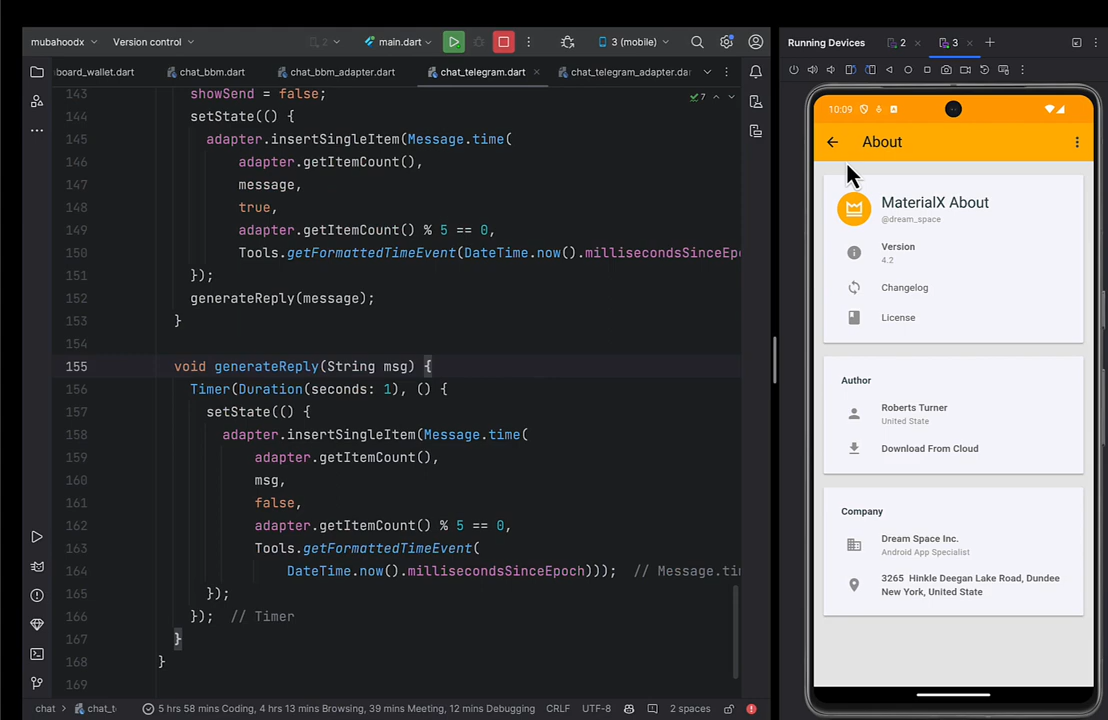 mubahoodx
Version control
2
main.dart
3 (mobile)
Running Devices
2
3
board_wallet.dart
chat_bbm.dart
chat_bbm_adapter.dart
chat_telegram.dart
chat_telegram_adapter.da
7
143 showSend = false;
144 setState(() {
145 adapter.insertSingleItem(Message.time(
146 adapter.getItemCount(),
147 message,
148 true,
149 adapter.getItemCount() % 5 == 0,
150 Tools.getFormattedTimeEvent(DateTime.now().millisecondsSinceEp
151 });
152 generateReply(message);
153 }
154
155 void generateReply(String msg) {
156 Timer(Duration(seconds: 1), () {
157 setState(() {
158 adapter.insertSingleItem(Message.time(
159 adapter.getItemCount(),
160 msg,
161 false,
162 adapter.getItemCount() % 5 == 0,
163 Tools.getFormattedTimeEvent(
164 DateTime.now().millisecondsSinceEpoch))); // Message.ti
165 });
166 }); // Timer
167 }
168 }
169
chat
chat_t
5 hrs 58 mins Coding, 4 hrs 13 mins Browsing, 39 mins Meeting, 12 mins Debugging
CRLF
UTF-8
2 spaces
10:09
About
MaterialX About
@dream_space
Version
4.2
Changelog
License
Author
Roberts Turner
United State
Download From Cloud
Company
Dream Space Inc.
Android App Specialist
3265 Hinkle Deegan Lake Road, Dundee
New York, United State